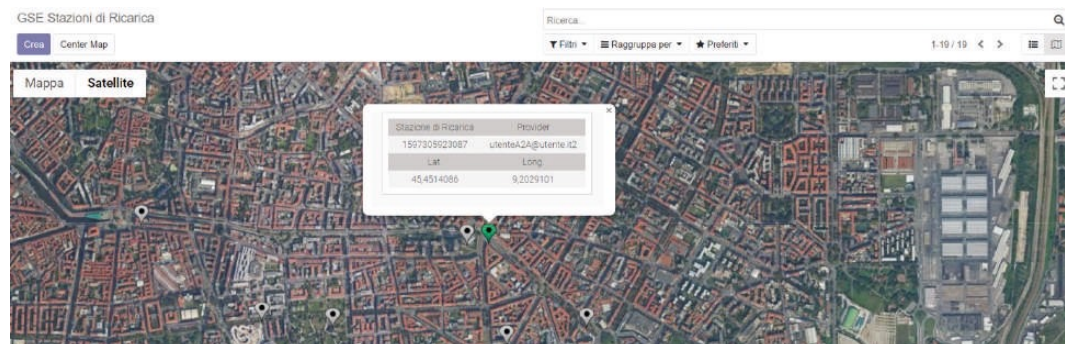 GSE Stazioni di Ricarica
Ricerca...
Crea Center Map
Filtri Raggruppa per Preferiti 1-19 / 19
Mappa Satellite
Stazione di Ricarica Provider
1597305923087 utenteA2A@utente.it2
Lat Long
45,4514086 9,2029101